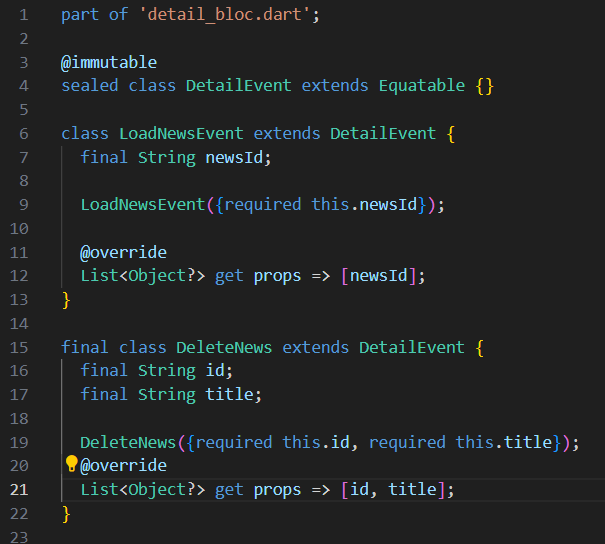 1 part of 'detail_bloc.dart';
2
3 @immutable
4 sealed class DetailEvent extends Equatable {}
5
6 class LoadNewsEvent extends DetailEvent {
7   final String newsId;
8
9   LoadNewsEvent({required this.newsId});
10
11   @override
12   List<Object?> get props => [newsId];
13 }
14
15 final class DeleteNews extends DetailEvent {
16   final String id;
17   final String title;
18
19   DeleteNews({required this.id, required this.title});
20   @override
21   List<Object?> get props => [id, title];
22 }
23